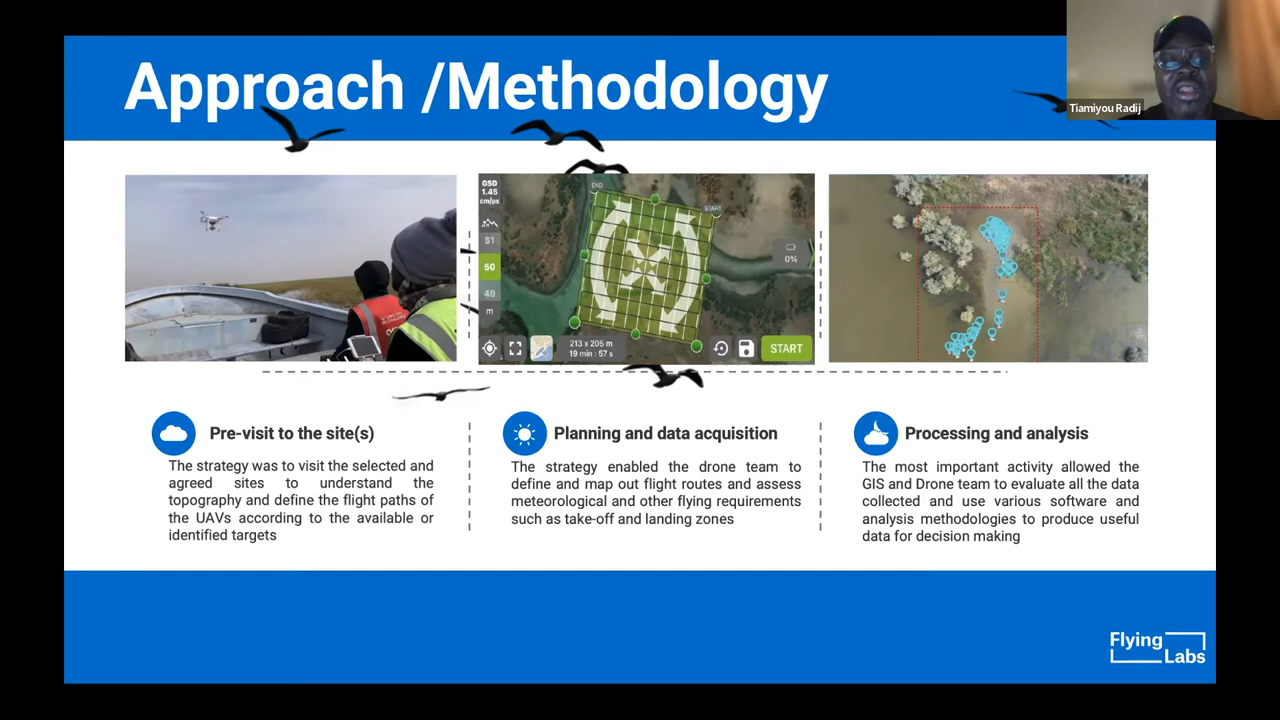 Approach /Methodology
Tiamiyou Radij
GSD
1.45
cm/px
51
50
49
m
END
START
0%
213 x 205 m
19 min : 57 s
START
Pre-visit to the site(s)
The strategy was to visit the selected and
agreed sites to understand the
topography and define the flight paths of
the UAVs according to the available or
identified targets
Planning and data acquisition
The strategy enabled the drone team to
define and map out flight routes and assess
meteorological and other flying requirements
such as take-off and landing zones
Processing and analysis
The most important activity allowed the
GIS and Drone team to evaluate all the data
collected and use various software and
analysis methodologies to produce useful
data for decision making
Flying
Labs